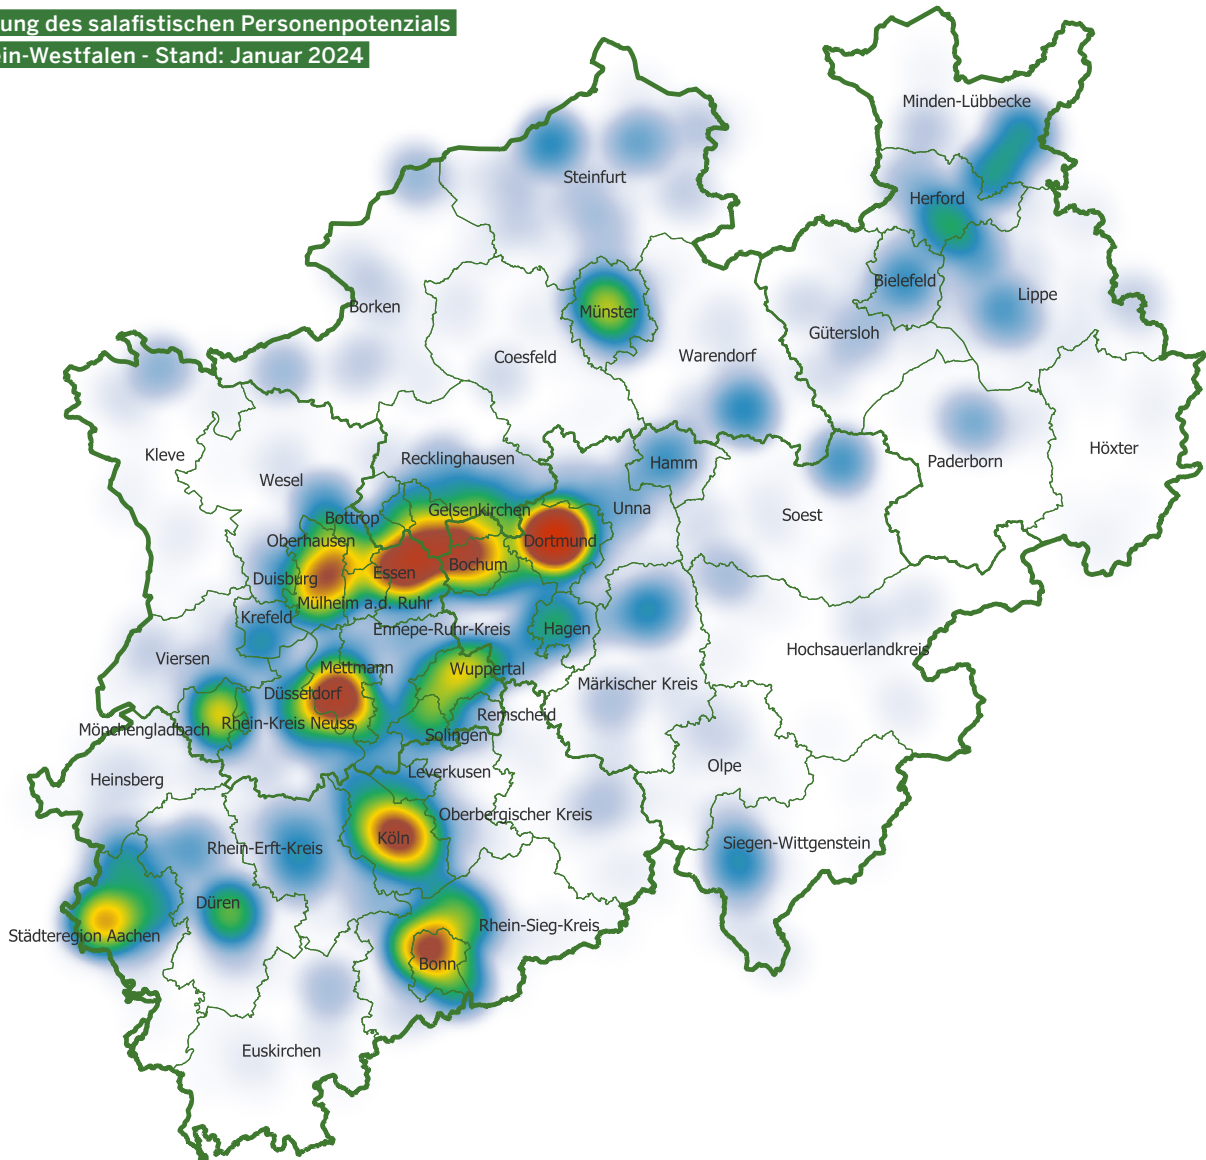 ung des salafistischen Personenpotenzials
in-Westfalen - Stand: Januar 2024
Minden-Lübbecke
Steinfurt
Herford
Bielefeld
Lippe
Borken
Münster
Gütersloh
Coesfeld
Warendorf
Kleve
Höxter
Recklinghausen
Hamm
Paderborn
Wesel
Gelsenkirchen
Unna
Soest
Bottrop
Oberhausen
Dortmund
Duisburg
Essen
Bochum
Mülheim a.d. Ruhr
Krefeld
Ennepe-Ruhr-Kreis
Hagen
Hochsauerlandkreis
Viersen
Mettmann
Wuppertal
Düsseldorf
Märkischer Kreis
Mönchengladbach
Rhein-Kreis Neuss
Remscheid
Solingen
Heinsberg
Leverkusen
Olpe
Oberbergischer Kreis
Köln
Rhein-Erft-Kreis
Siegen-Wittgenstein
Düren
Städteregion Aachen
Rhein-Sieg-Kreis
Bonn
Euskirchen